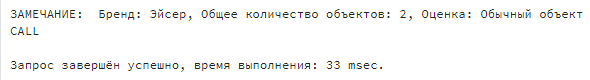 ЗАМЕЧАНИЕ:  Бренд: Эйсер, Общее количество объектов: 2, Оценка: Обычный объект
CALL
Запрос завершён успешно, время выполнения: 33 msec.